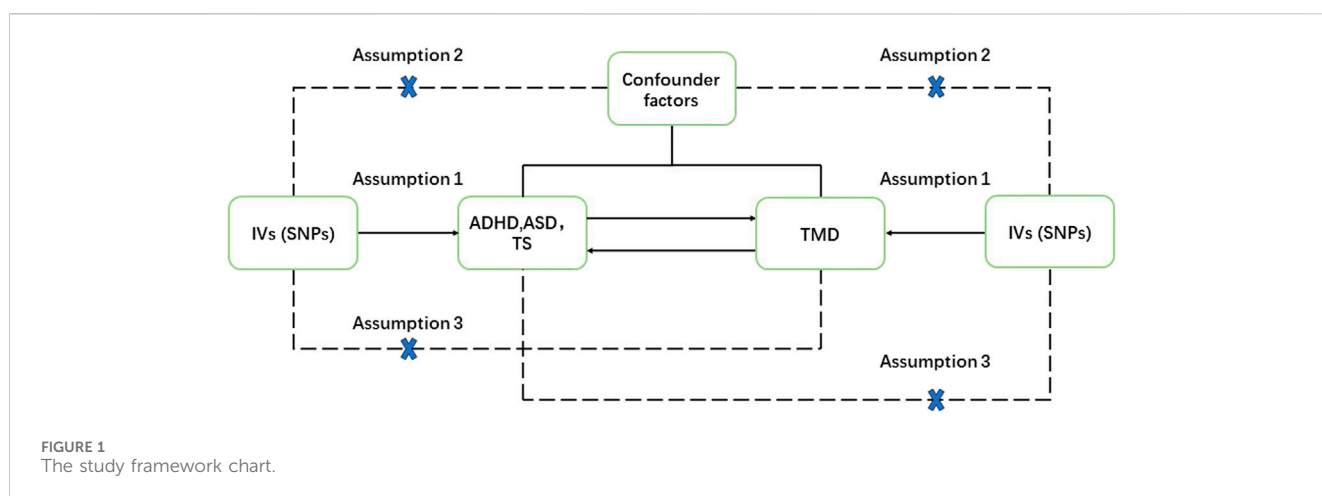 Assumption 2
Assumption 2
Confounder
factors
Assumption 1
Assumption 1
IVs (SNPs)
ADHD,ASD，
TS
TMD
IVs (SNPs)
Assumption 3
Assumption 3
FIGURE 1
The study framework chart.